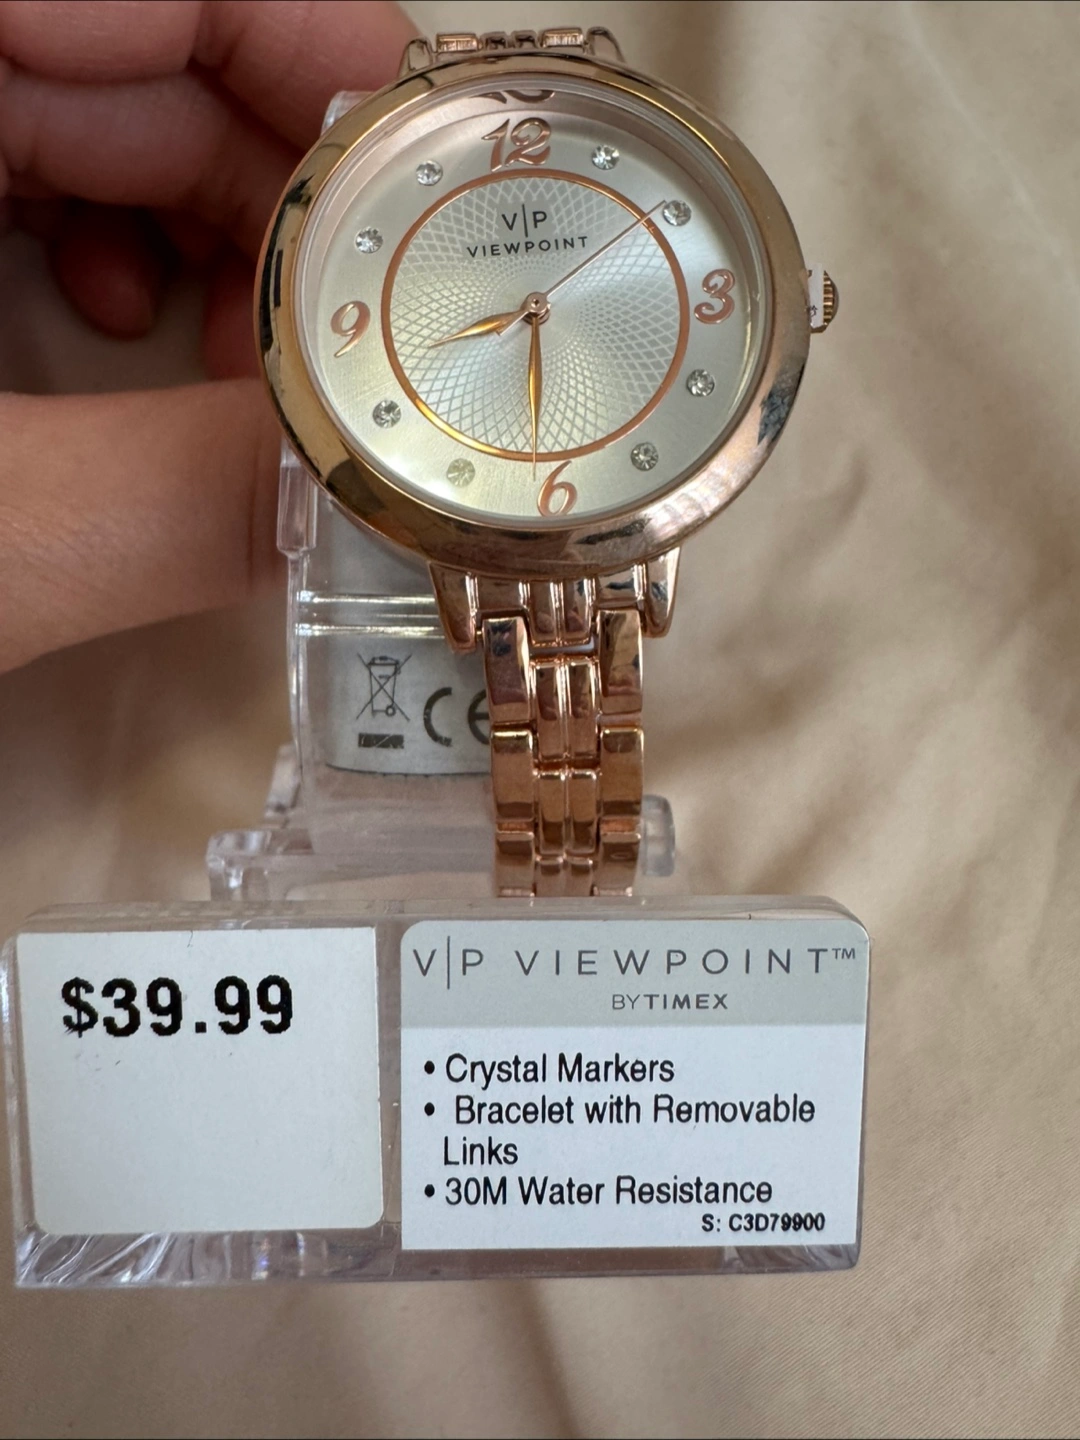 12
V|P
VIEWPOINT
9
3
6
CE
$39.99
V|P VIEWPOINT™
BY TIMEX
• Crystal Markers
• Bracelet with Removable
Links
• 30M Water Resistance
S: C3D79900